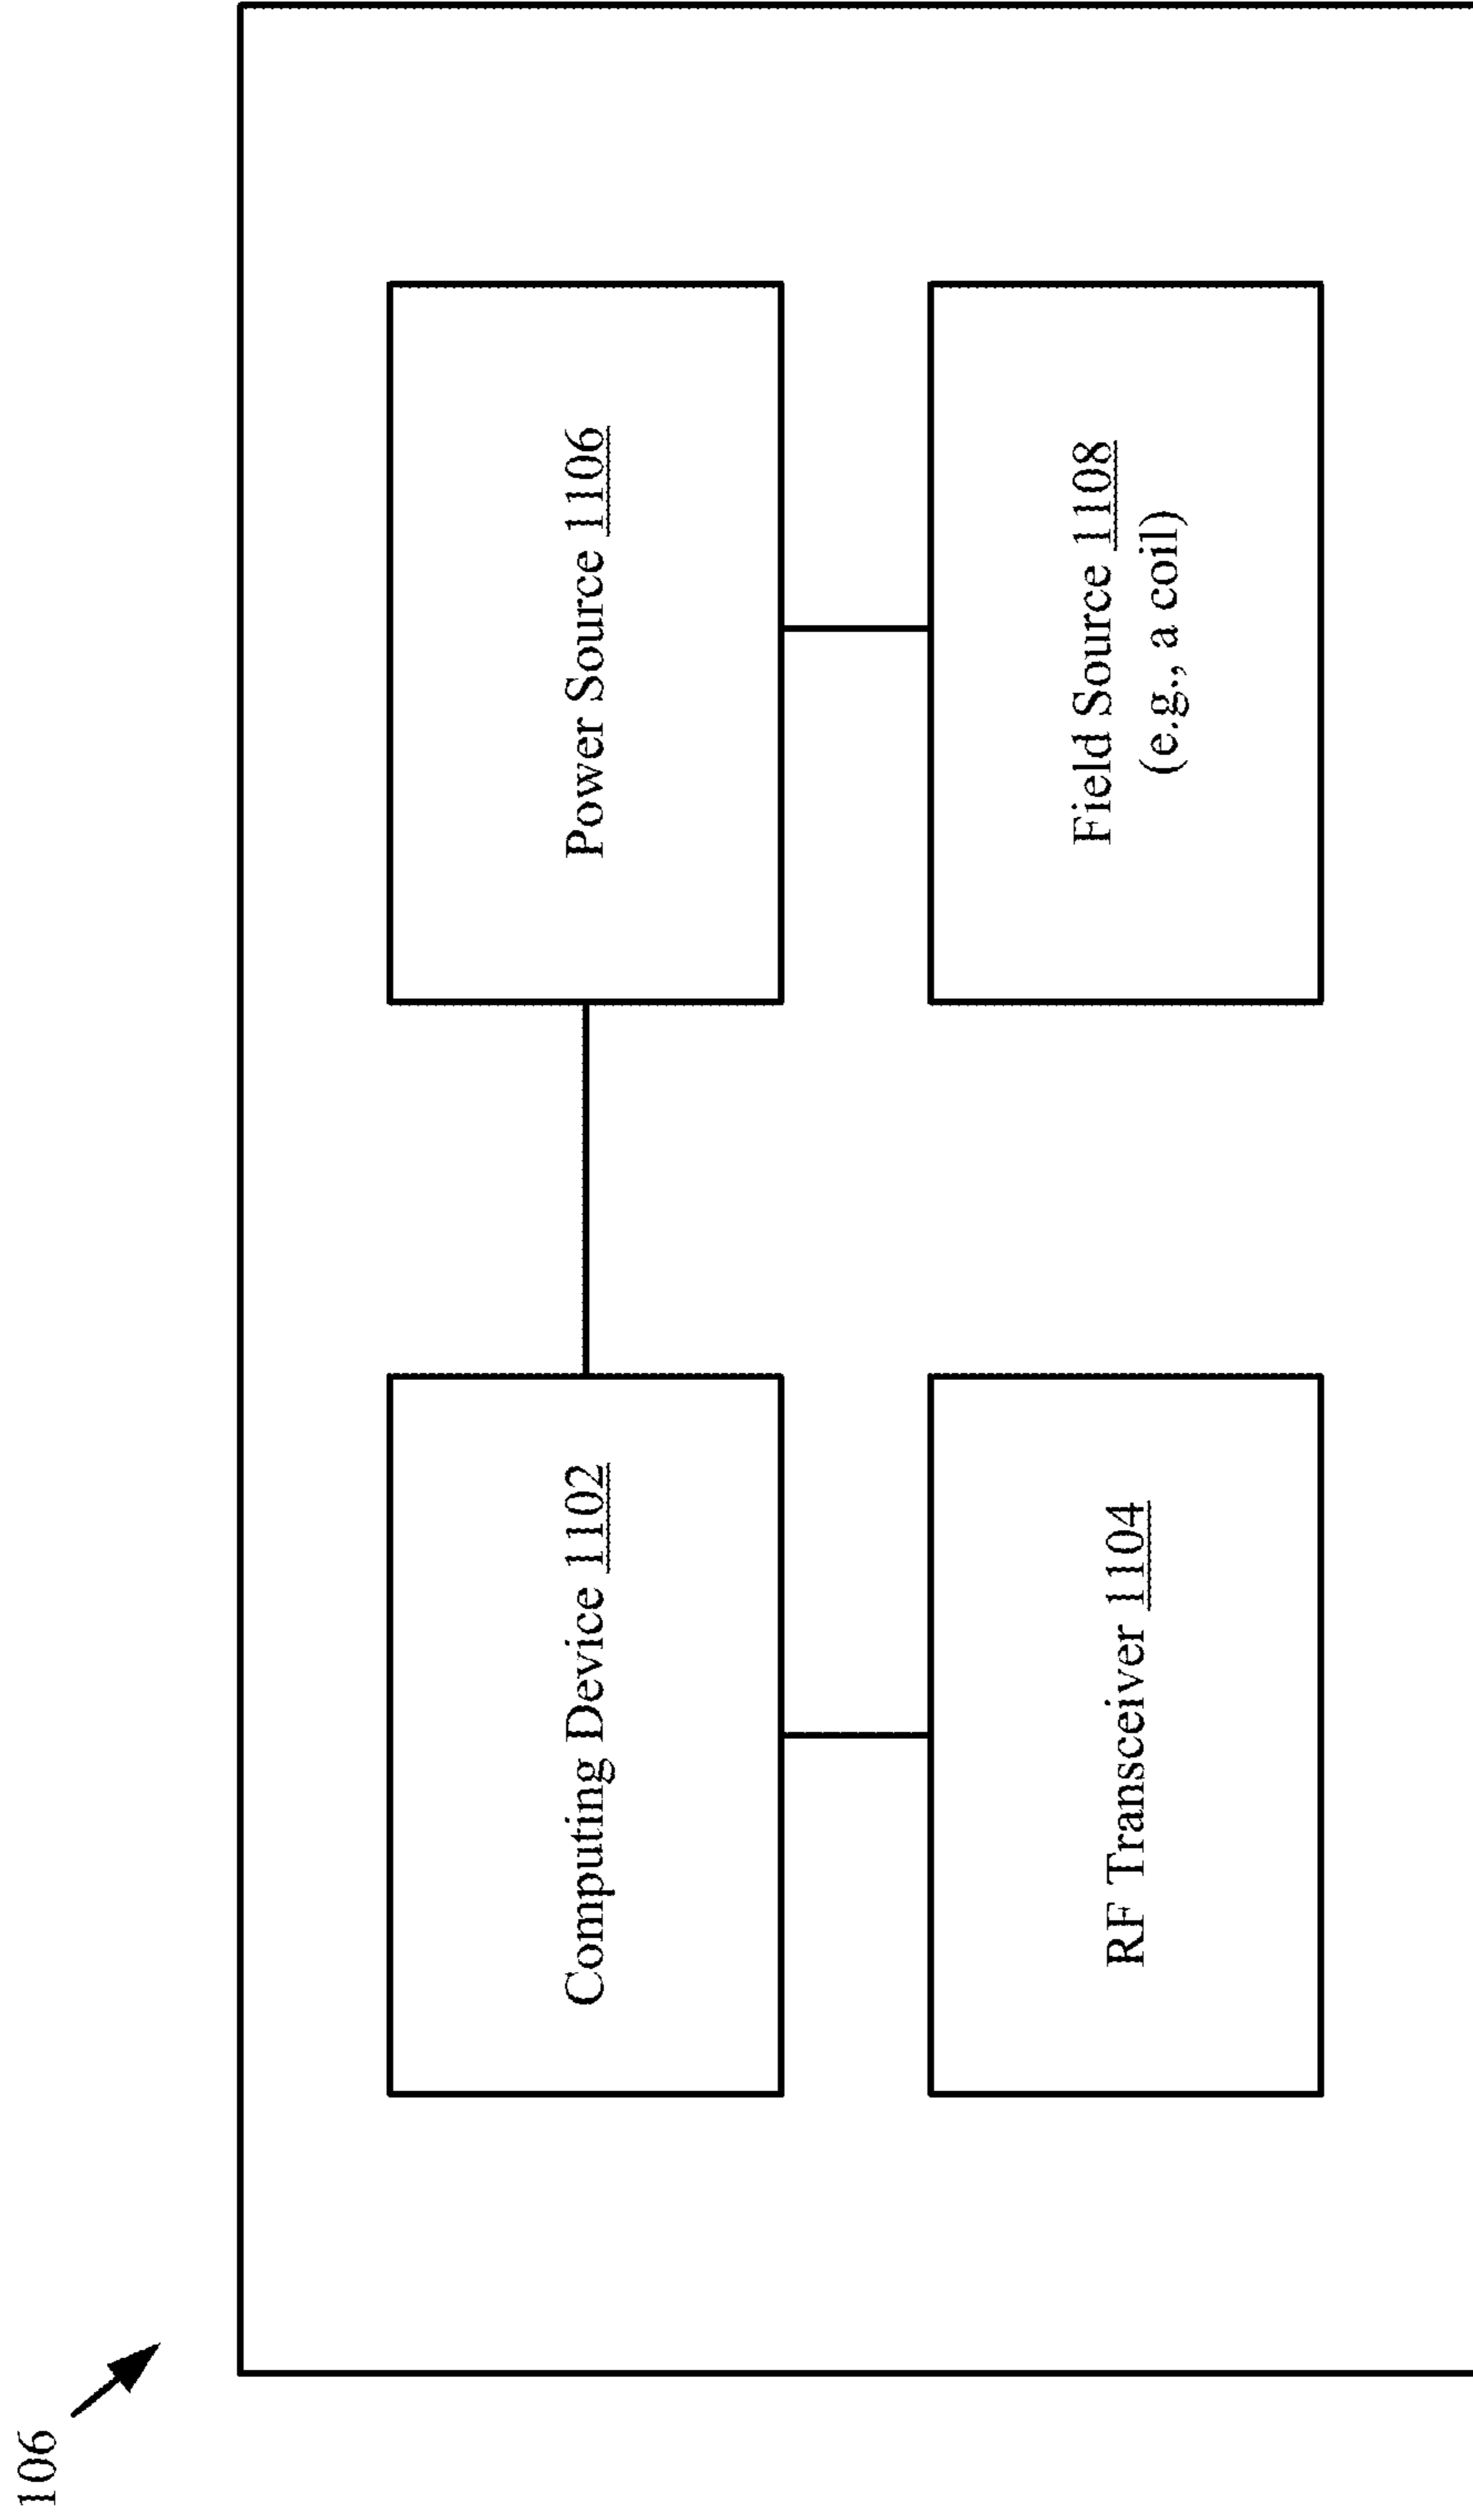 106
Computing Device 1102
Power Source 1106
RF Transceiver 1104
Field Source 1108
(e.g., a coil)